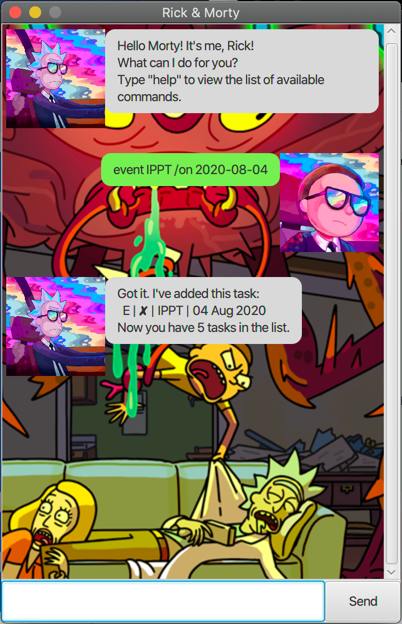 Rick & Morty
Hello Morty! It's me, Rick!
What can I do for you?
Type "help" to view the list of available
commands.
event IPPT /on 2020-08-04
Got it. I've added this task:
E | ✘ | IPPT | 04 Aug 2020
Now you have 5 tasks in the list.
Send